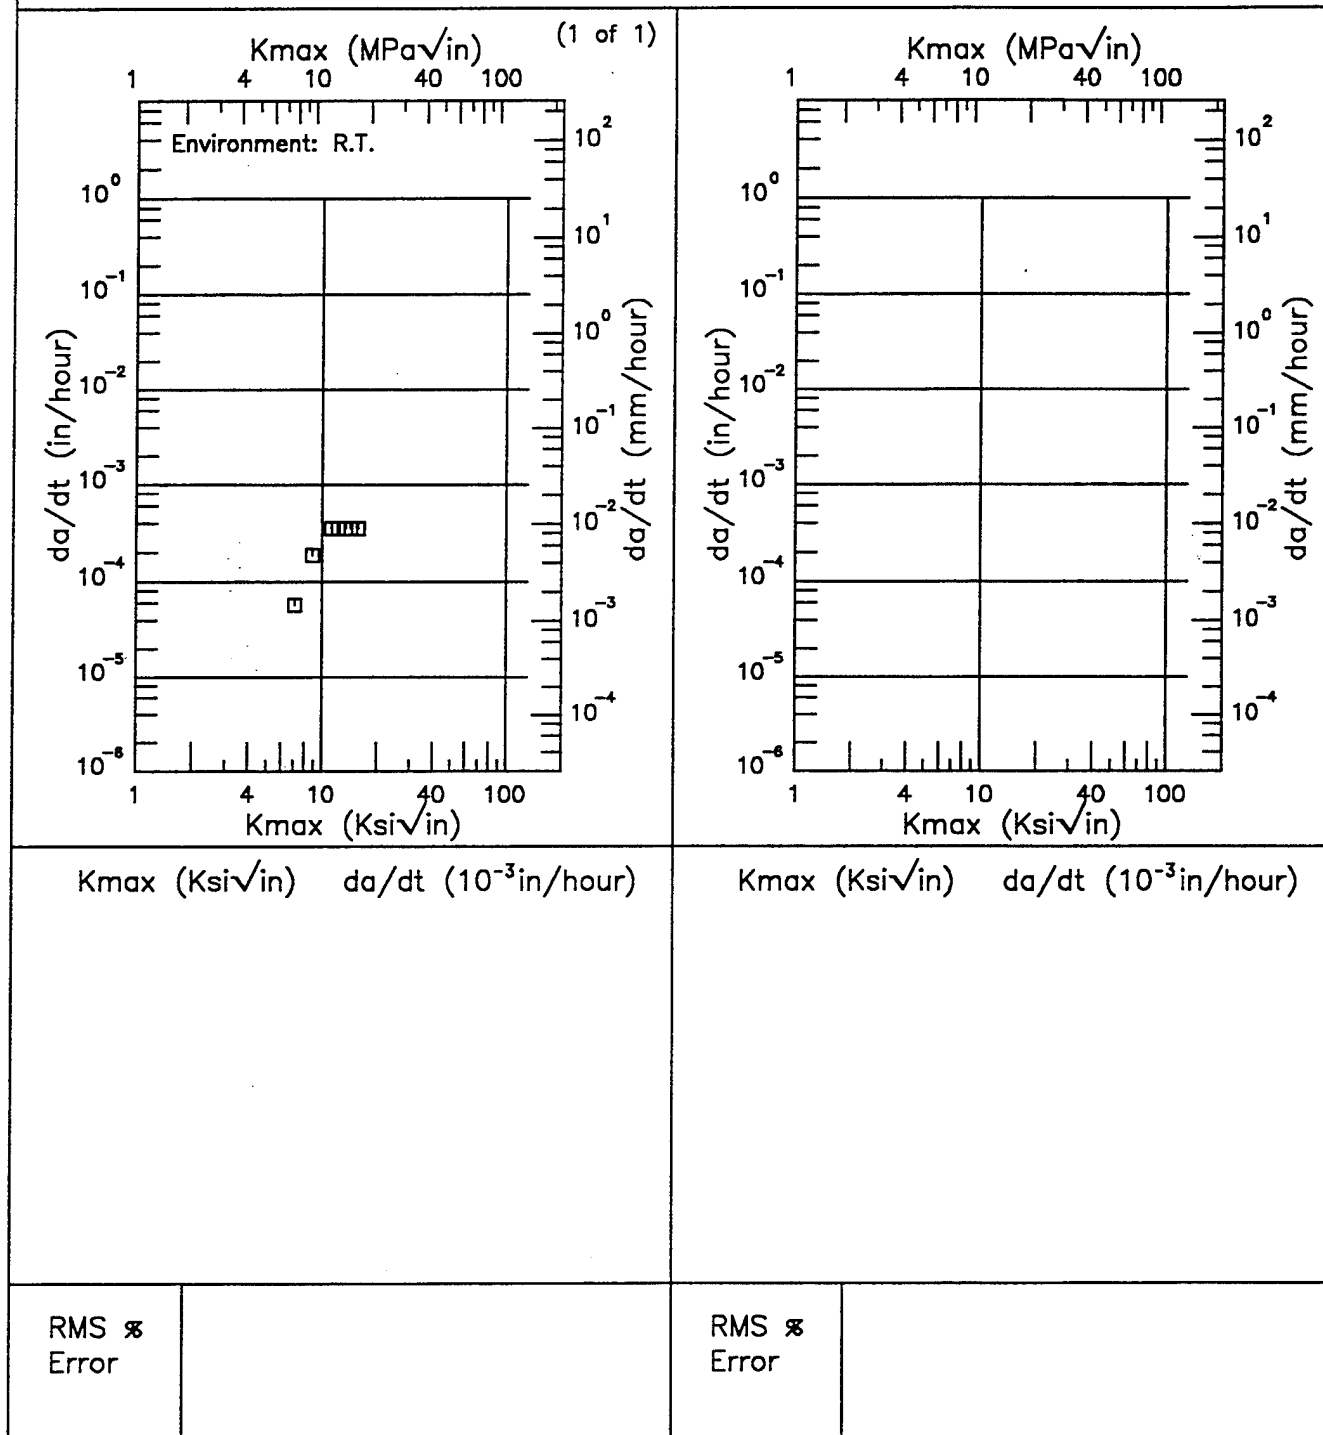 (1 of 1)
Kmax (MPa√in)
1 4 10 40 100
Environment: R.T.
10⁰
10⁻¹
10⁻²
10⁻³
10⁻⁴
10⁻⁵
10⁻⁶
da/dt (in/hour)
10²
10¹
10⁰
10⁻¹
10⁻²
10⁻³
10⁻⁴
da/dt (mm/hour)
1 4 10 40 100
Kmax (Ksi√in)
Kmax (MPa√in)
1 4 10 40 100
10⁰
10⁻¹
10⁻²
10⁻³
10⁻⁴
10⁻⁵
10⁻⁶
da/dt (in/hour)
10²
10¹
10⁰
10⁻¹
10⁻²
10⁻³
10⁻⁴
da/dt (mm/hour)
1 4 10 40 100
Kmax (Ksi√in)
Kmax (Ksi√in) da/dt (10⁻³in/hour)
Kmax (Ksi√in) da/dt (10⁻³in/hour)
RMS %
Error
RMS %
Error